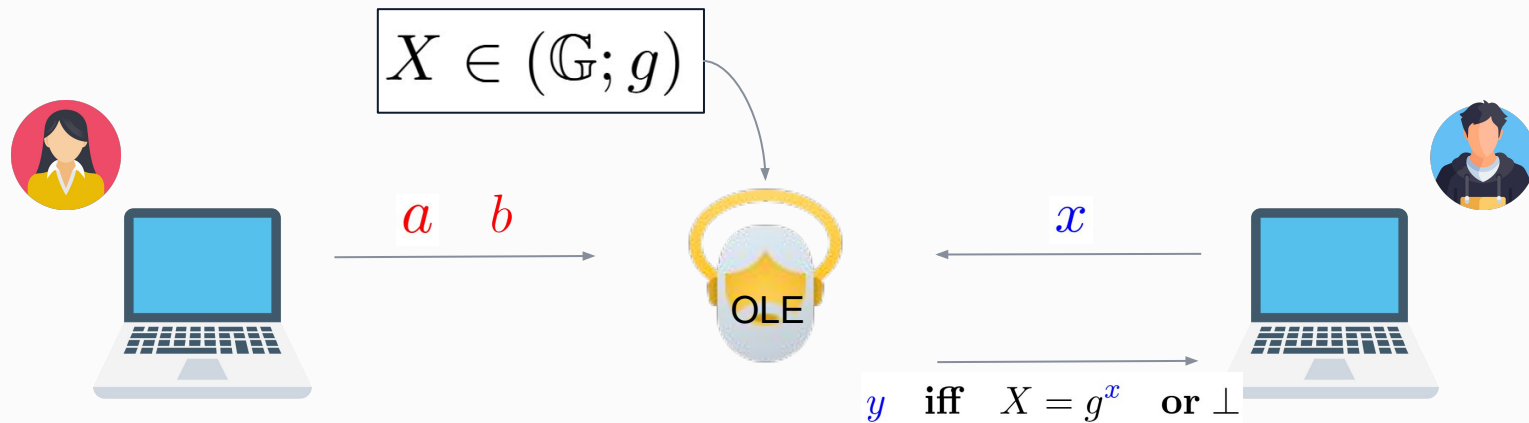 X ∈ (𝔾; g)
a b
x
OLE
y iff X = g^x or ⊥